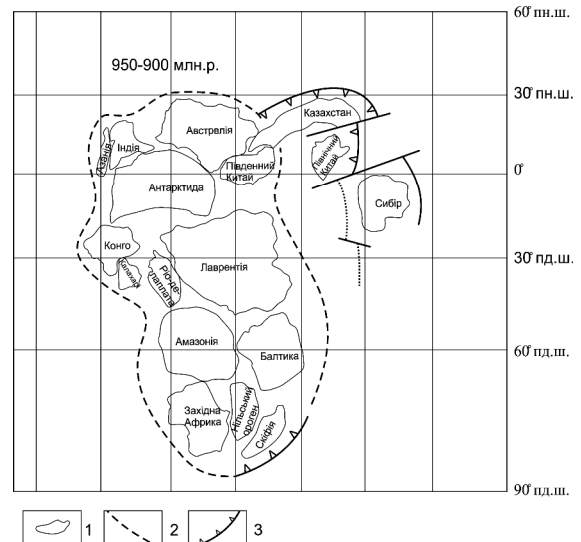 60° пн.ш.
950-900 млн.р.
30° пн.ш.
Казахстан
Австрвлія
Азанія
Індія
Північний
Китай
Південний
Китай
0°
Антарктида
Сибір
Конго
Калахарі
Ріо-де-
лаплата
Лаврентія
30° пд.ш.
Амазонія
Балтика
60° пд.ш.
Західна
Африка
Нільський
ороген
Скіфія
90° пд.ш.
1
2
3